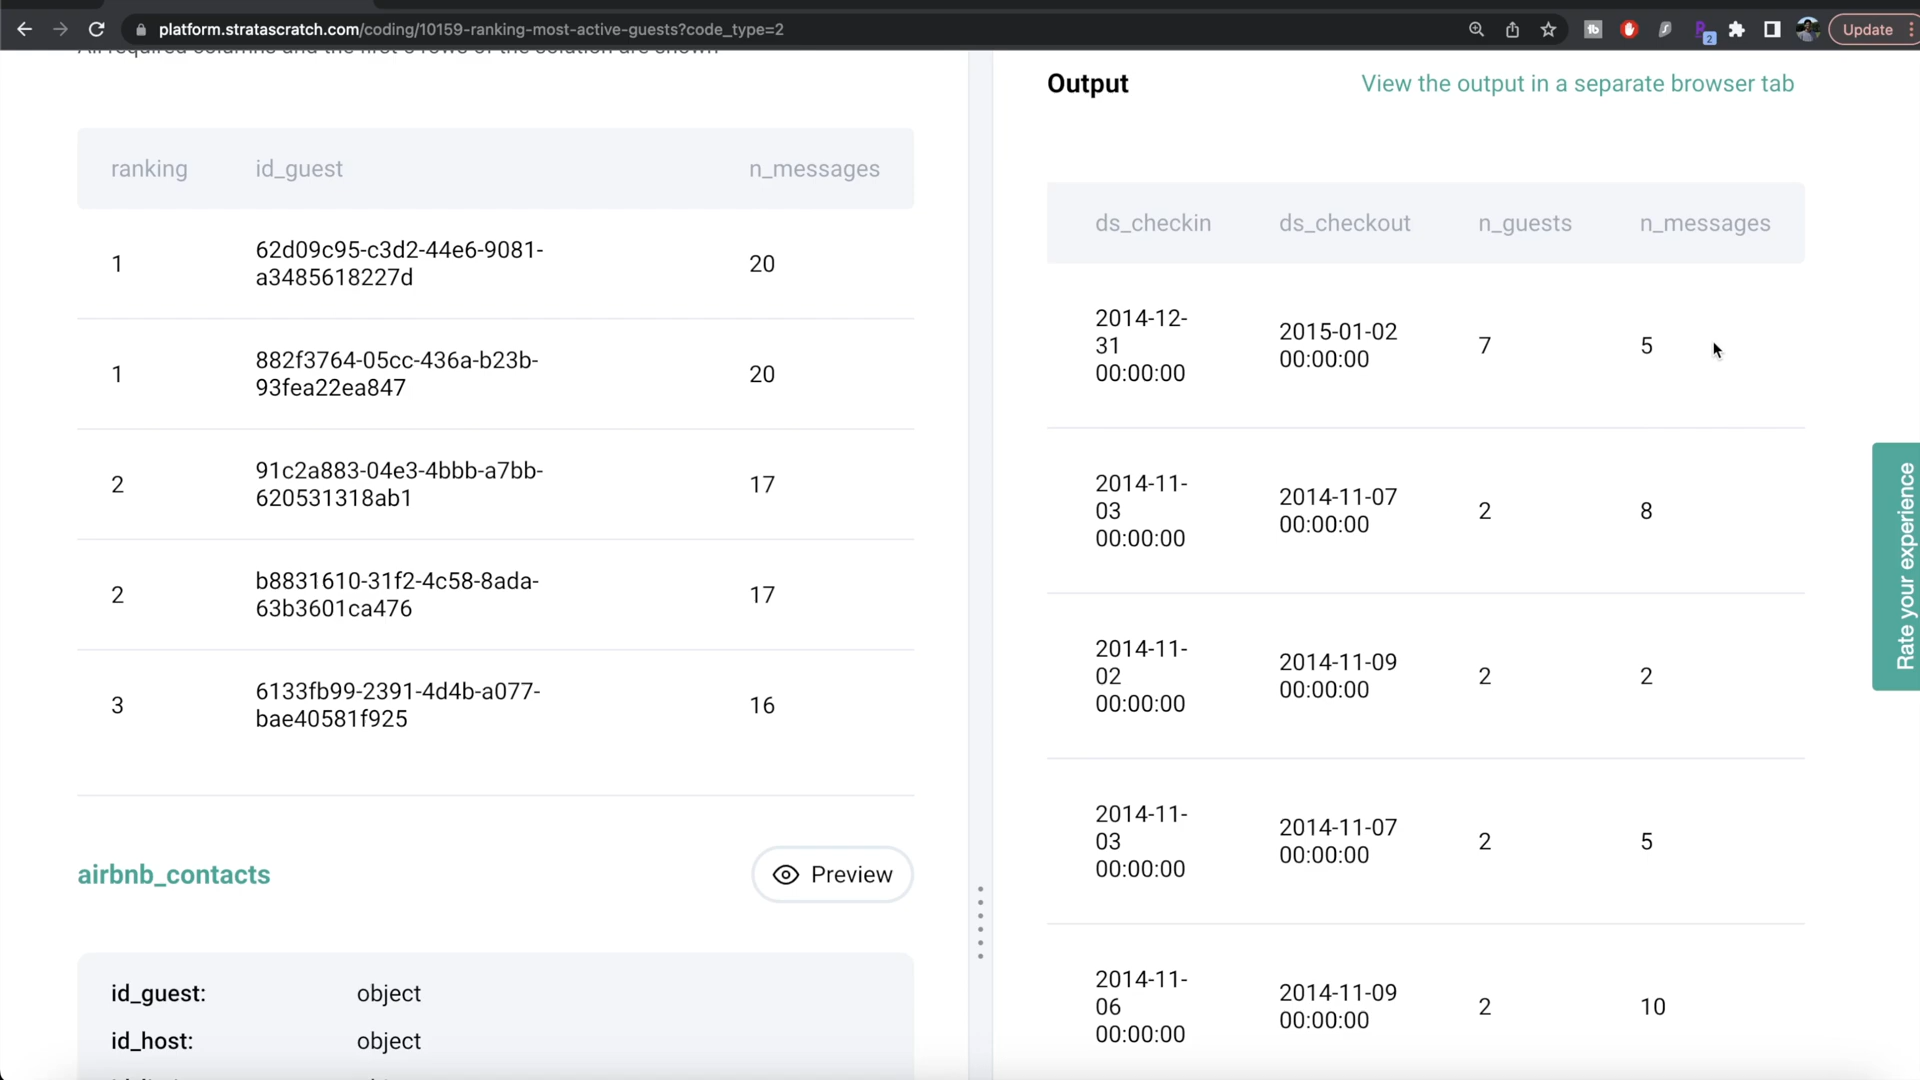 platform.stratascratch.com/coding/10159-ranking-most-active-guests?code_type=2
Update
2
ranking id_guest n_messages
1 62d09c95-c3d2-44e6-9081-
a3485618227d 20
1 882f3764-05cc-436a-b23b-
93fea22ea847 20
2 91c2a883-04e3-4bbb-a7bb-
620531318ab1 17
2 b8831610-31f2-4c58-8ada-
63b3601ca476 17
3 6133fb99-2391-4d4b-a077-
bae40581f925 16
airbnb_contacts Preview
id_guest: object
id_host: object
Output View the output in a separate browser tab
ds_checkin ds_checkout n_guests n_messages
2014-12-
31
00:00:00
2015-01-02
00:00:00
7 5
2014-11-
03
00:00:00
2014-11-07
00:00:00
2 8
2014-11-
02
00:00:00
2014-11-09
00:00:00
2 2
2014-11-
03
00:00:00
2014-11-07
00:00:00
2 5
2014-11-
06
00:00:00
2014-11-09
00:00:00
2 10
Rate your experience